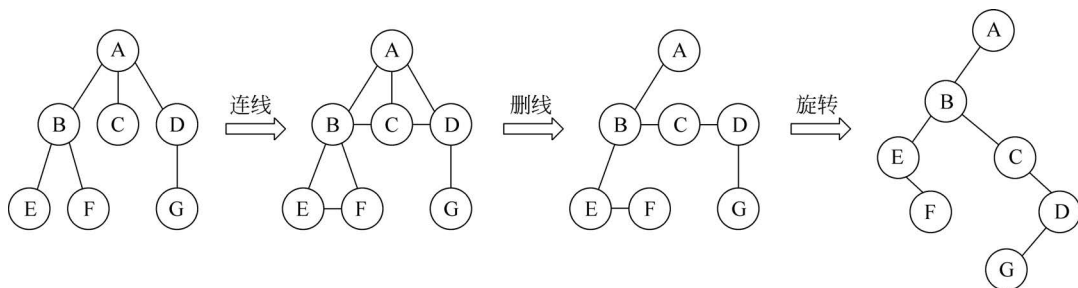 A A A A
连线 删线 旋转
B C D B C D B C D B
E C
E F G E F G E F G F D
G